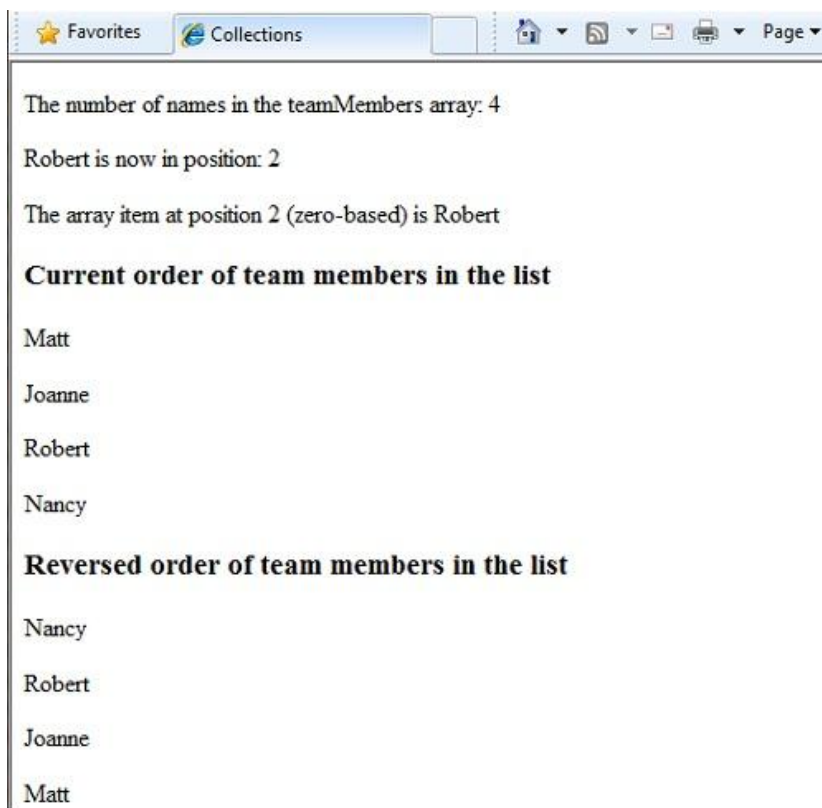 Favorites
Collections
Page
The number of names in the teamMembers array: 4
Robert is now in position: 2
The array item at position 2 (zero-based) is Robert
Current order of team members in the list
Matt
Joanne
Robert
Nancy
Reversed order of team members in the list
Nancy
Robert
Joanne
Matt